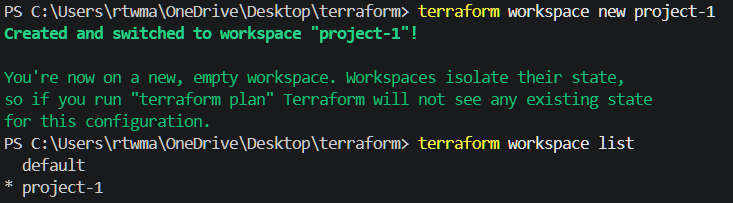 PS C:\Users\rtwma\OneDrive\Desktop\terraform> terraform workspace new project-1
Created and switched to workspace "project-1"!
You're now on a new, empty workspace. Workspaces isolate their state,
so if you run "terraform plan" Terraform will not see any existing state
for this configuration.
PS C:\Users\rtwma\OneDrive\Desktop\terraform> terraform workspace list
  default
* project-1